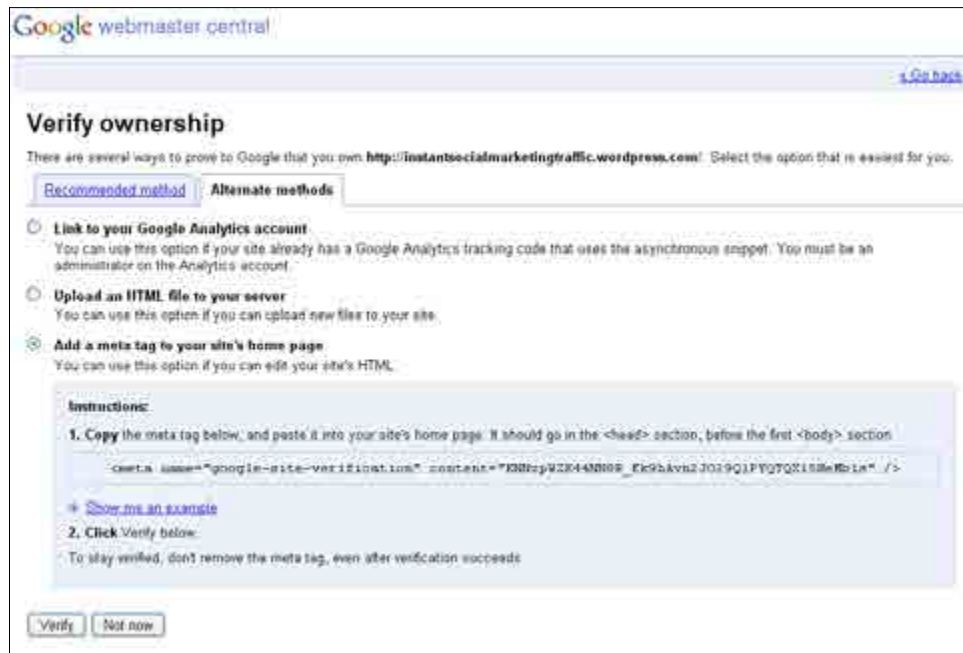 Google webmaster central
« Go back
Verify ownership
There are several ways to prove to Google that you own http://instantsocialmarketingtraffic.wordpress.com/. Select the option that is easiest for you.
Recommended method Alternate methods
Link to your Google Analytics account
You can use this option if your site already has a Google Analytics tracking code that uses the asynchronous snippet. You must be an
administrator on the Analytics account.
Upload an HTML file to your server
You can use this option if you can upload new files to your site.
Add a meta tag to your site's home page
You can use this option if you can edit your site's HTML.
Instructions:
1. Copy the meta tag below, and paste it into your site's home page. It should go in the <head> section, before the first <body> section.
<meta name="google-site-verification" content=" " />
Show me an example
2. Click Verify below.
To stay verified, don't remove the meta tag, even after verification succeeds.
Verify Not now